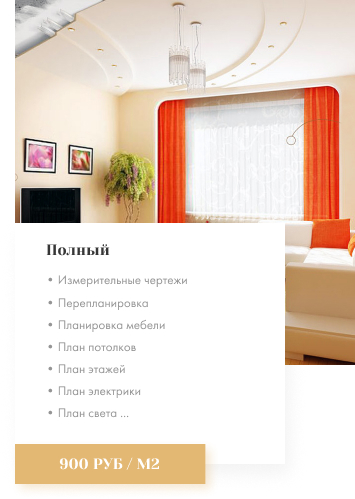 Полный
• Измерительные чертежи
• Перепланировка
• Планировка мебели
• План потолков
• План этажей
• План электрики
• План света ...
900 РУБ / М2